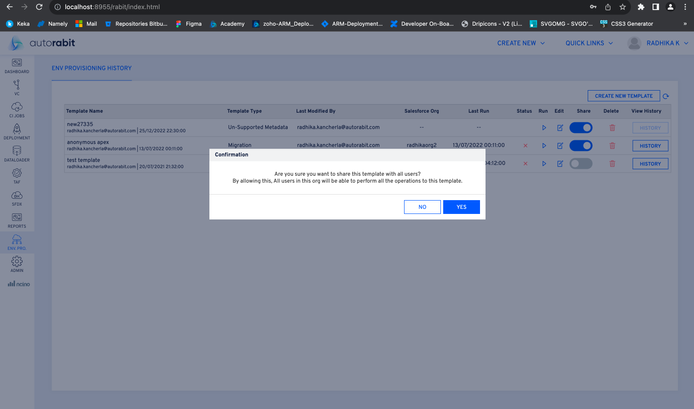 localhost:8955/rabit/index.html
Keka
Namely
Mail
Repositories Bitbu...
Figma
Academy
zoho-ARM_Deplo...
ARM-Deployment...
Developer On-Boa...
Dripicons - V2 (Li...
SVGOMG - SVGO'...
CSS3 Generator
autorabit
CREATE NEW
QUICK LINKS
RADHIKA K
DASHBOARD
VC
CI JOBS
DEPLOYMENT
DATALOADER
TAF
SFDX
REPORTS
ENV PRO.
ADMIN
ncino
ENV PROVISIONING HISTORY
CREATE NEW TEMPLATE
Template Name Template Type Last Modified By Salesforce Org Last Run Status Run Edit Share Delete View History
new27335
radhika.kancherla@autorabit.com | 25/12/2022 22:30:00
Un-Supported Metadata radhika.kancherla@autorabit.com -- -- HISTORY
anonymous apex
radhika.kancherla@autorabit.com | 13/07/2022 00:11:00
Migration radhika.kancherla@autorabit.com radhikaorg2 13/07/2022 00:11:00 HISTORY
test template
radhika.kancherla@autorabit.com | 20/07/2021 21:52:00
04:12:00 HISTORY
Confirmation
Are you sure you want to share this template with all users?
By allowing this, All users in this org will be able to perform all the operations to this template.
NO
YES